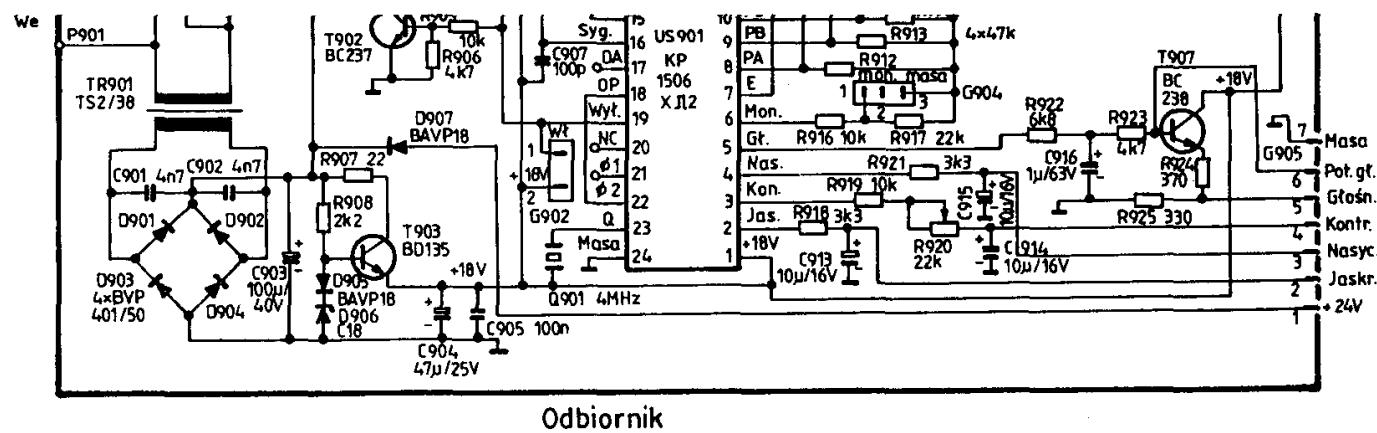 We
P901
TR901
TS2/38
T902
BC237
10k
R906
4k7
C907
100p
Syg.
DA
OP
Wył.
NC
Ø1
Ø2
Q
Masa
15
16
17
18
19
20
21
22
23
24
US901
KP
1506
ХЛ2
10
9
8
7
6
5
4
3
2
1
PB
PA
E
Mon.
Gł.
Nas.
Kon.
Jas.
+18V
R913
4x47k
R912
mon. masa
1
2
3
G904
R916 10k
R917 22k
D907
BAVP18
Wł
1
+18V
2
G902
C901 4n7
C902 4n7
R907 22
R908
2k2
D901
D902
D903
4xBVP
401/50
D904
C903
100µ/
40V
T903
BD135
D905
BAVP18
D906
C18
+18V
C904
47µ/25V
C905 100n
Q901 4MHz
R921 3k3
R919 10k
R918 3k3
R920
22k
C915
10µ/16V
C913
10µ/16V
C914
10µ/16V
R922
6k8
R923
4k7
C916
1µ/63V
T907
BC
238
+18V
R924
370
R925 330
G905
7 Masa
6 Pot.gł.
5 Głośn.
4 Kontr.
3 Nasyc.
2 Jaskr.
1 +24V
Odbiornik